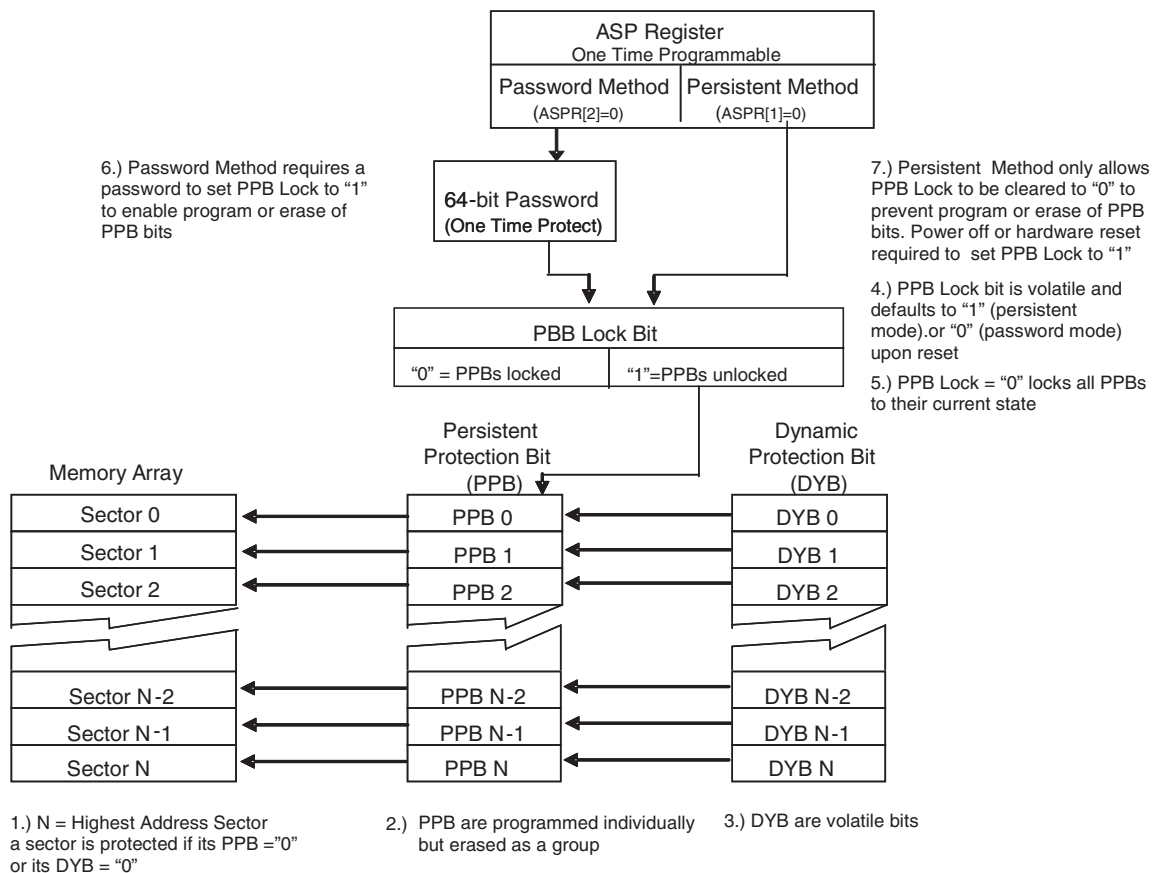 ASP Register
One Time Programmable
Password Method
(ASPR[2]=0)
Persistent Method
(ASPR[1]=0)
6.) Password Method requires a
password to set PPB Lock to “1”
to enable program or erase of
PPB bits
64-bit Password
(One Time Protect)
7.) Persistent Method only allows
PPB Lock to be cleared to “0” to
prevent program or erase of PPB
bits. Power off or hardware reset
required to set PPB Lock to “1”
4.) PPB Lock bit is volatile and
defaults to “1” (persistent
mode).or “0” (password mode)
upon reset
5.) PPB Lock = “0” locks all PPBs
to their current state
PBB Lock Bit
“0” = PPBs locked
“1”=PPBs unlocked
Memory Array
Persistent
Protection Bit
(PPB)
Dynamic
Protection Bit
(DYB)
Sector 0
PPB 0
DYB 0
Sector 1
PPB 1
DYB 1
Sector 2
PPB 2
DYB 2
Sector N-2
PPB N-2
DYB N-2
Sector N-1
PPB N-1
DYB N-1
Sector N
PPB N
DYB N
1.) N = Highest Address Sector
a sector is protected if its PPB =”0”
or its DYB = “0”
2.) PPB are programmed individually
but erased as a group
3.) DYB are volatile bits